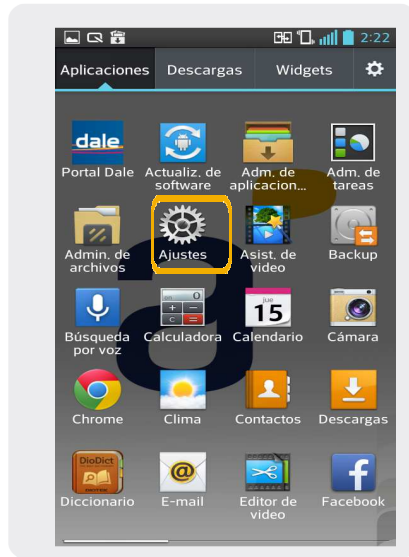 2:22
Aplicaciones Descargas Widgets
dale
Portal Dale Actualiz. de Adm. de Adm. de
software aplicacion... tareas
Admin. de Ajustes Asist. de Backup
archivos video
on 0
+ −
C =
jue
15
Búsqueda Calculadora Calendario Cámara
por voz
Chrome Clima Contactos Descargas
DioDict
@
f
Diccionario E-mail Editor de Facebook
video